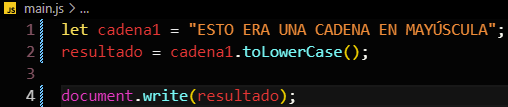 main.js > ...
1 let cadena1 = "ESTO ERA UNA CADENA EN MAYÚSCULA";
2 resultado = cadena1.toLowerCase();
3
4 document.write(resultado);